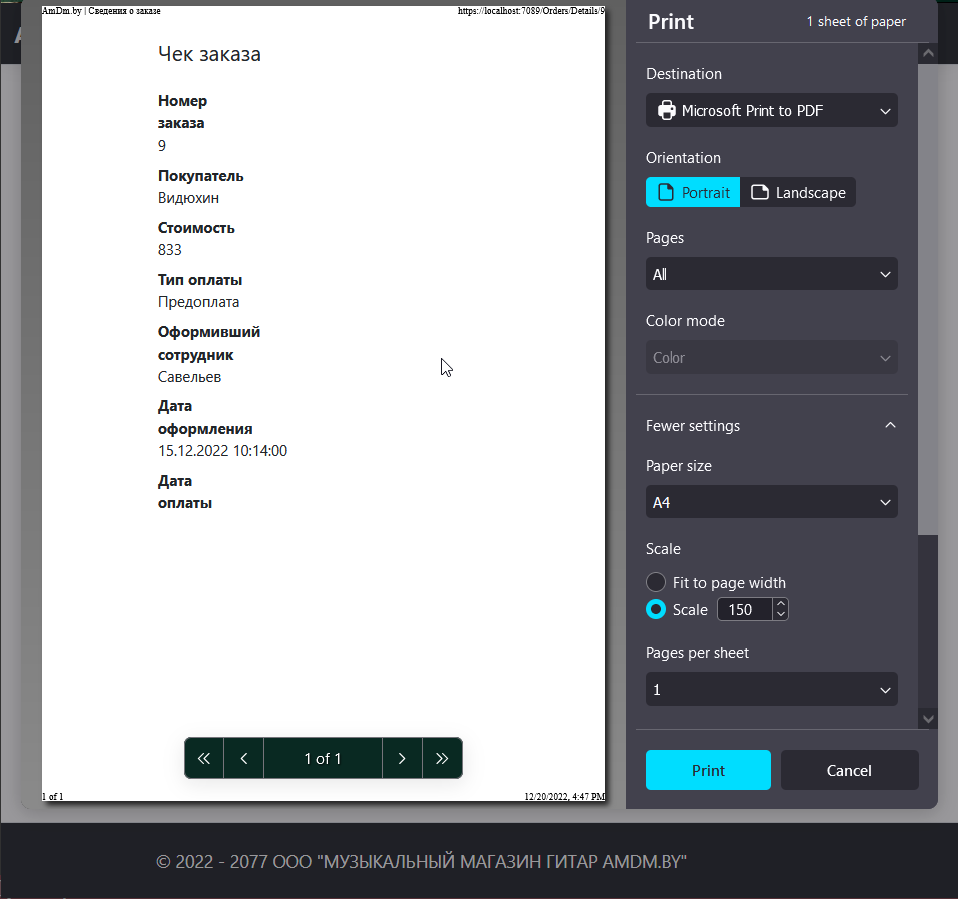 AmDm.by | Сведения о заказе
https://localhost:7089/Orders/Details/9
Чек заказа
Номер
заказа
9
Покупатель
Видюхин
Стоимость
833
Тип оплаты
Предоплата
Оформивший
сотрудник
Савельев
Дата
оформления
15.12.2022 10:14:00
Дата
оплаты
1 of 1
1 of 1
12/20/2022, 4:47 PM
Print
1 sheet of paper
Destination
Microsoft Print to PDF
Orientation
Portrait
Landscape
Pages
All
Color mode
Color
Fewer settings
Paper size
A4
Scale
Fit to page width
Scale 150
Pages per sheet
1
Print
Cancel
© 2022 - 2077 ООО "МУЗЫКАЛЬНЫЙ МАГАЗИН ГИТАР AMDM.BY"